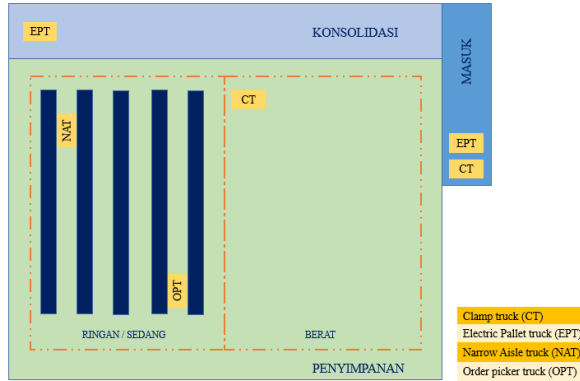 EPT
KONSOLIDASI
MASUK
EPT
CT
NAT
CT
OPT
RINGAN / SEDANG
BERAT
PENYIMPANAN
Clamp truck (CT)
Electric Pallet truck (EPT)
Narrow Aisle truck (NAT)
Order picker truck (OPT)